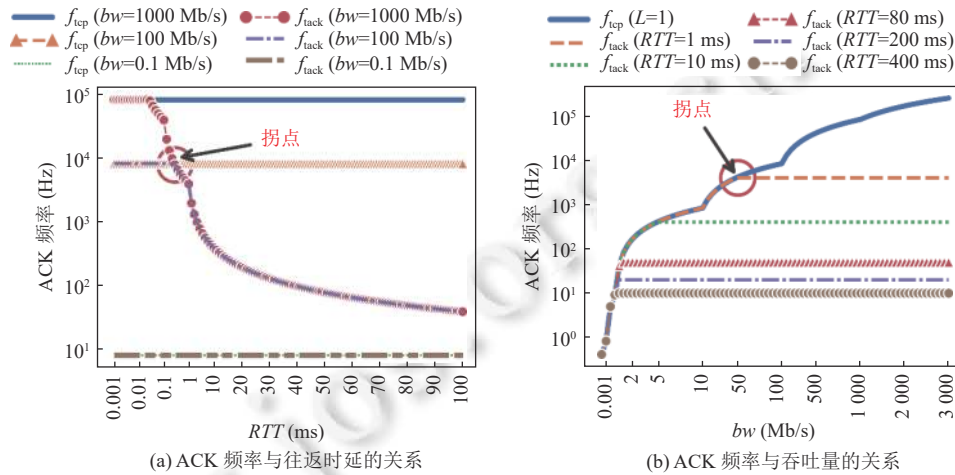 f_tcp (bw=1000 Mb/s) f_tack (bw=1000 Mb/s)
f_tcp (bw=100 Mb/s) f_tack (bw=100 Mb/s)
f_tcp (bw=0.1 Mb/s) f_tack (bw=0.1 Mb/s)
ACK 频率 (Hz)
10^5
10^4
10^3
10^2
10^1
拐点
0.001 0.01 0.1 1 10 20 30 40 50 60 70 80 90 100
RTT (ms)
(a) ACK 频率与往返时延的关系
f_tcp (L=1) f_tack (RTT=80 ms)
f_tack (RTT=1 ms) f_tack (RTT=200 ms)
f_tack (RTT=10 ms) f_tack (RTT=400 ms)
ACK 频率 (Hz)
10^5
10^4
10^3
10^2
10^1
10^0
拐点
0.001 2 5 10 50 100 500 1 000 2 000 3 000
bw (Mb/s)
(b) ACK 频率与吞吐量的关系